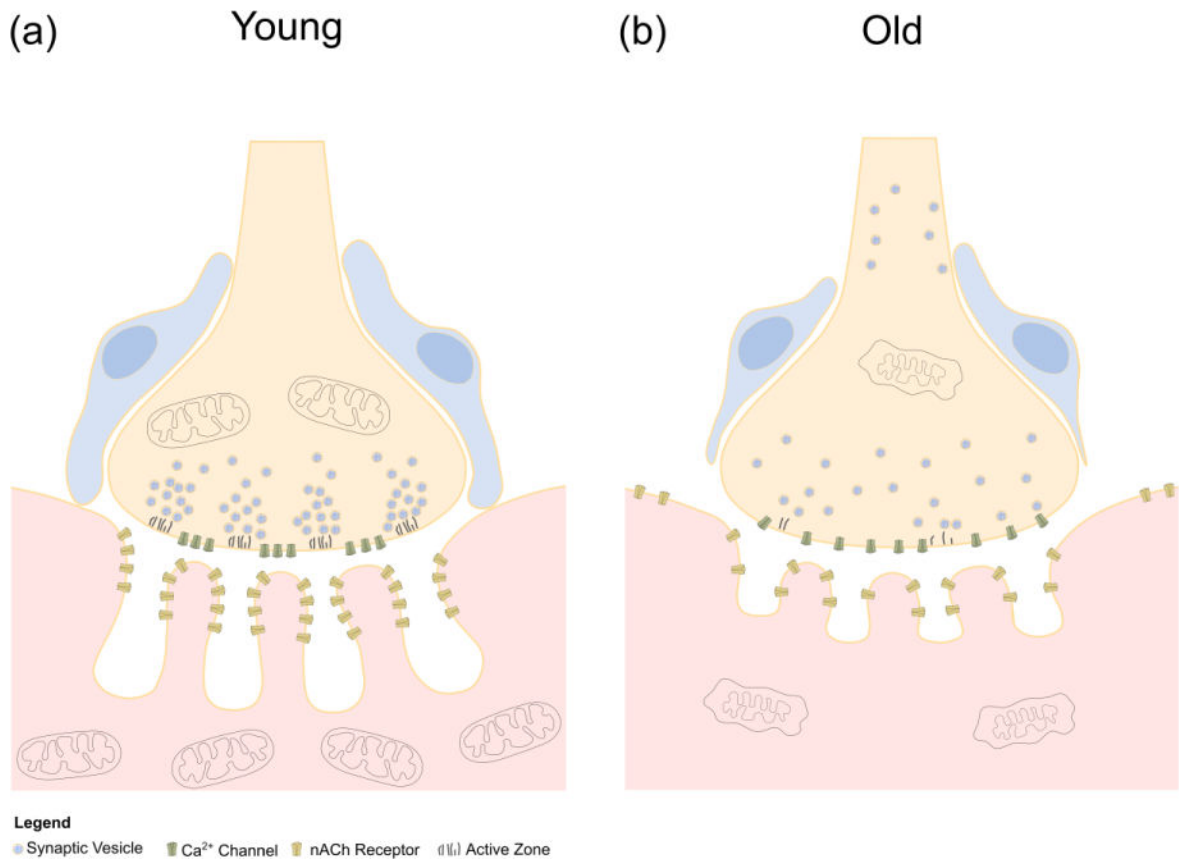 (a) Young
(b) Old
Legend
Synaptic Vesicle Ca²⁺ Channel nACh Receptor Active Zone